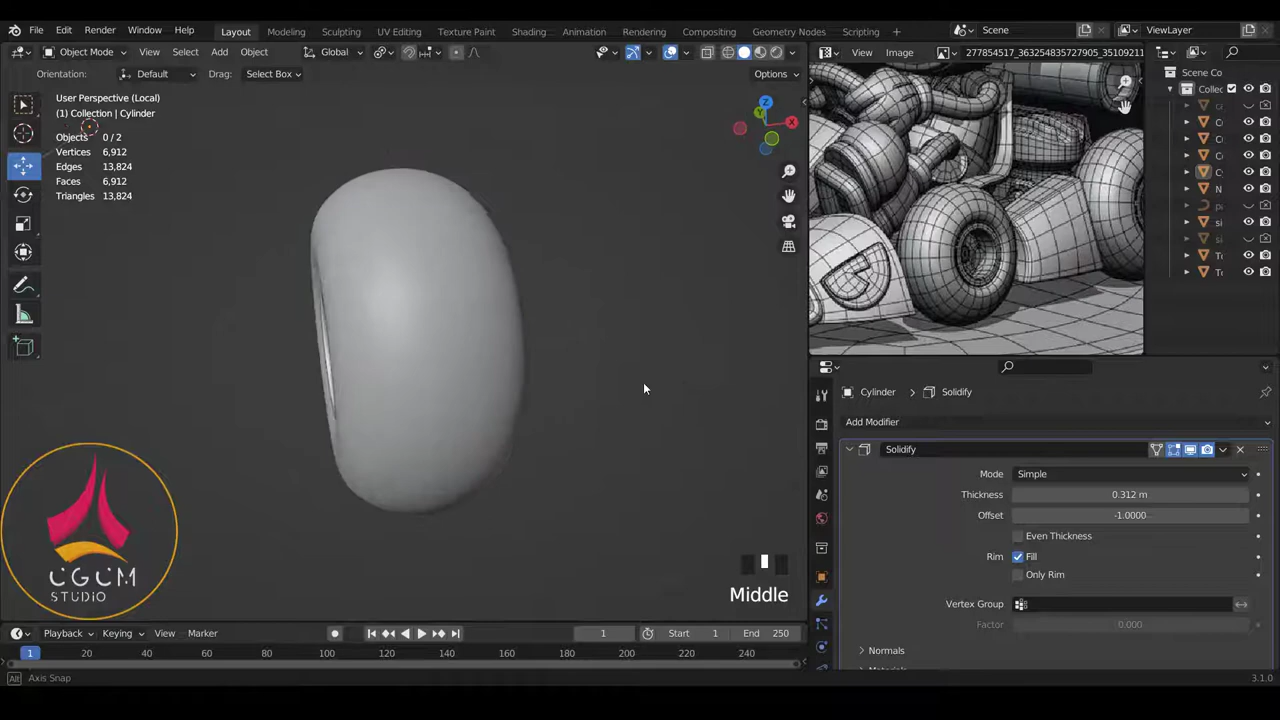 File Edit Render Window Help Layout Modeling Sculpting UV Editing Texture Paint Shading Animation Rendering Compositing Geometry Nodes Scripting + Scene ViewLayer
Object Mode View Select Add Object Global View Image 277854517_363254835727905_35109211
Orientation: Default Drag: Select Box Options Scene Co
Collec
User Perspective (Local)
(1) Collection | Cylinder
Objects 0 / 2
Vertices 6,912
Edges 13,824
Faces 6,912
Triangles 13,824
Z
Y
X
Cylinder > Solidify
Add Modifier
Solidify
Mode Simple
Thickness 0.312 m
Offset -1.0000
Even Thickness
Rim Fill
Only Rim
Vertex Group
Factor 0.000
Normals
Middle
CGCM
STUDIO
Playback Keying View Marker 1 Start 1 End 250
1 20 40 60 80 100 120 140 160 180 200 220 240
Alt Axis Snap 3.1.0